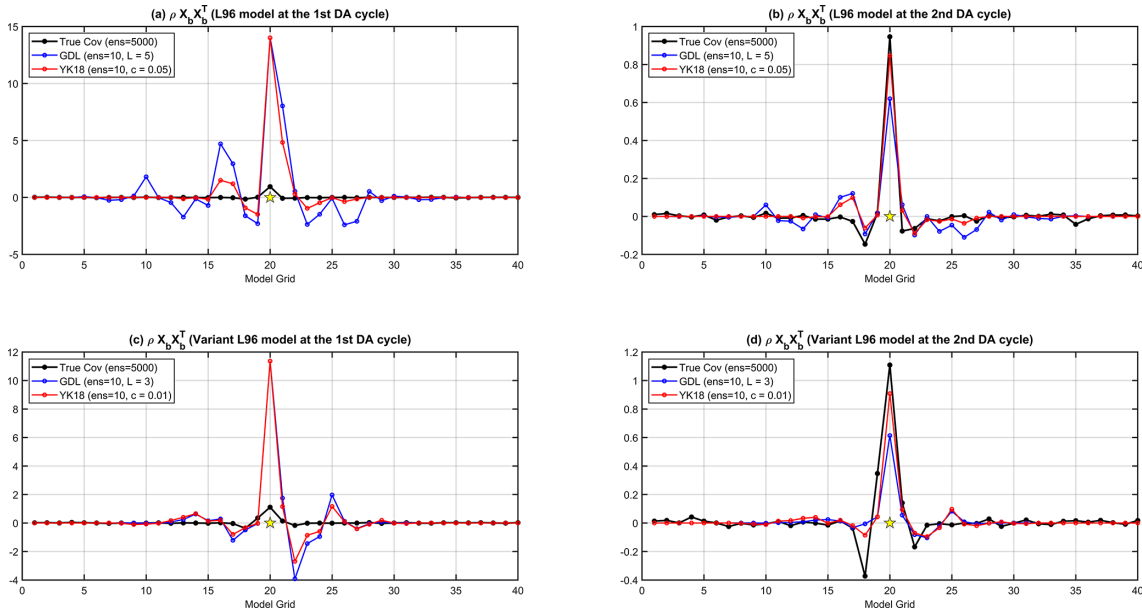 (a) ρ X_b X_b^T (L96 model at the 1st DA cycle)
True Cov (ens=5000)
GDL (ens=10, L = 5)
YK18 (ens=10, c = 0.05)
15
10
5
0
-5
0 5 10 15 20 25 30 35 40
Model Grid
(b) ρ X_b X_b^T (L96 model at the 2nd DA cycle)
True Cov (ens=5000)
GDL (ens=10, L = 5)
YK18 (ens=10, c = 0.05)
1
0.8
0.6
0.4
0.2
0
-0.2
0 5 10 15 20 25 30 35 40
Model Grid
(c) ρ X_b X_b^T (Variant L96 model at the 1st DA cycle)
True Cov (ens=5000)
GDL (ens=10, L = 3)
YK18 (ens=10, c = 0.01)
12
10
8
6
4
2
0
-2
-4
0 5 10 15 20 25 30 35 40
Model Grid
(d) ρ X_b X_b^T (Variant L96 model at the 2nd DA cycle)
True Cov (ens=5000)
GDL (ens=10, L = 3)
YK18 (ens=10, c = 0.01)
1.2
1
0.8
0.6
0.4
0.2
0
-0.2
-0.4
0 5 10 15 20 25 30 35 40
Model Grid